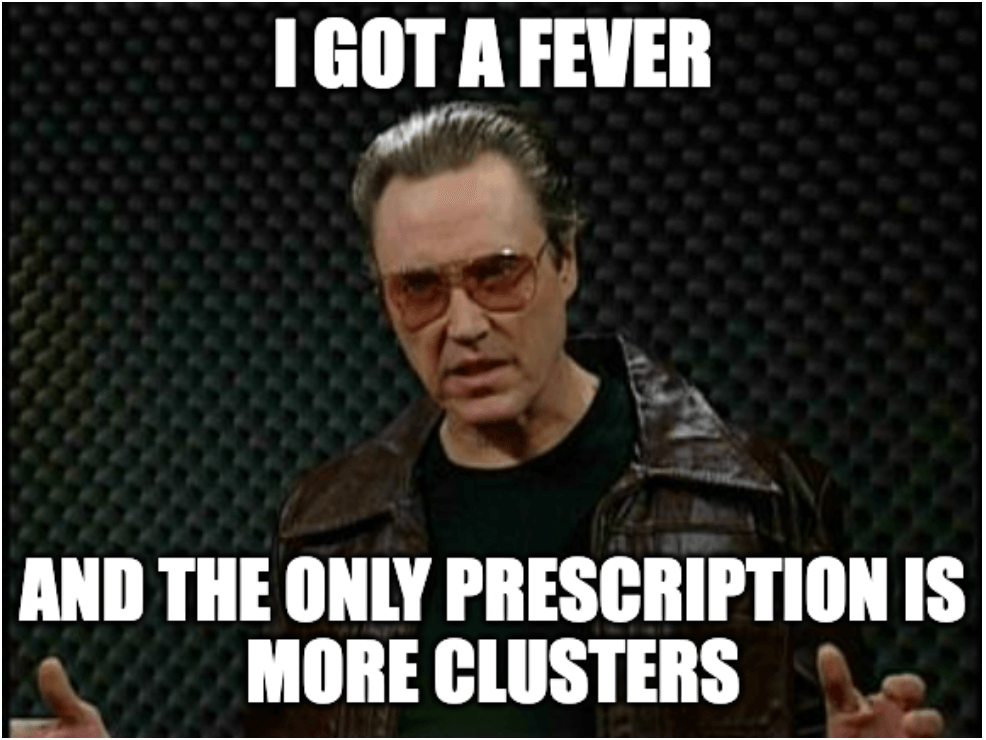 I GOT A FEVER
AND THE ONLY PRESCRIPTION IS
MORE CLUSTERS